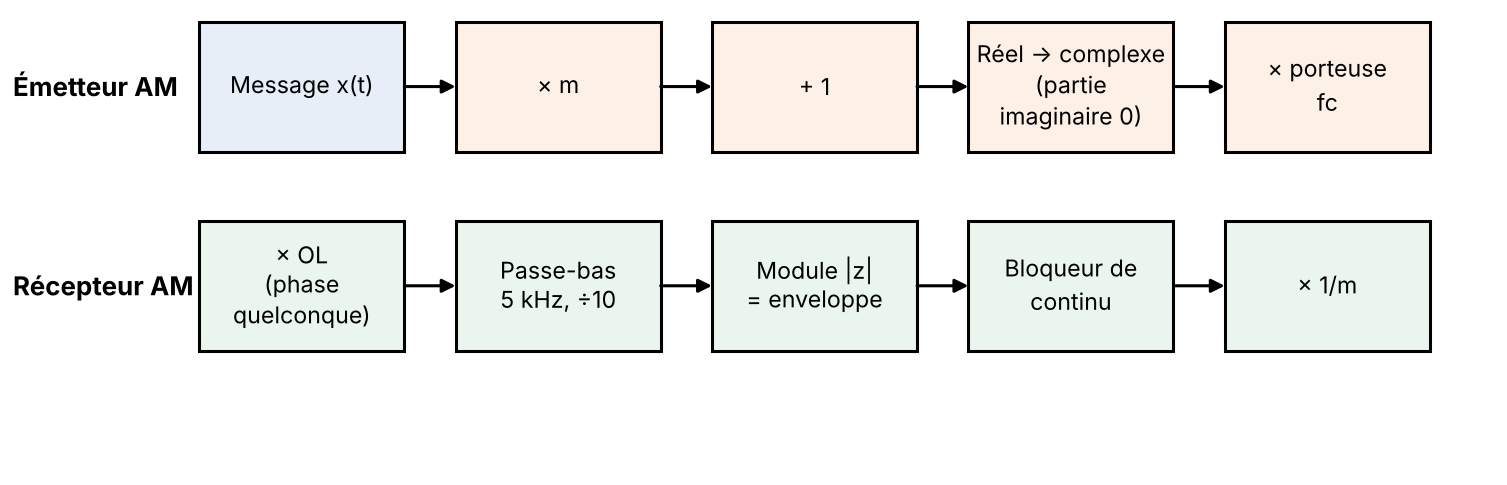 Émetteur AM
Message x(t)
× m
+ 1
Réel → complexe
(partie
imaginaire 0)
× porteuse
fc
Récepteur AM
× OL
(phase
quelconque)
Passe-bas
5 kHz, ÷10
Module |z|
= enveloppe
Bloqueur de
continu
× 1/m